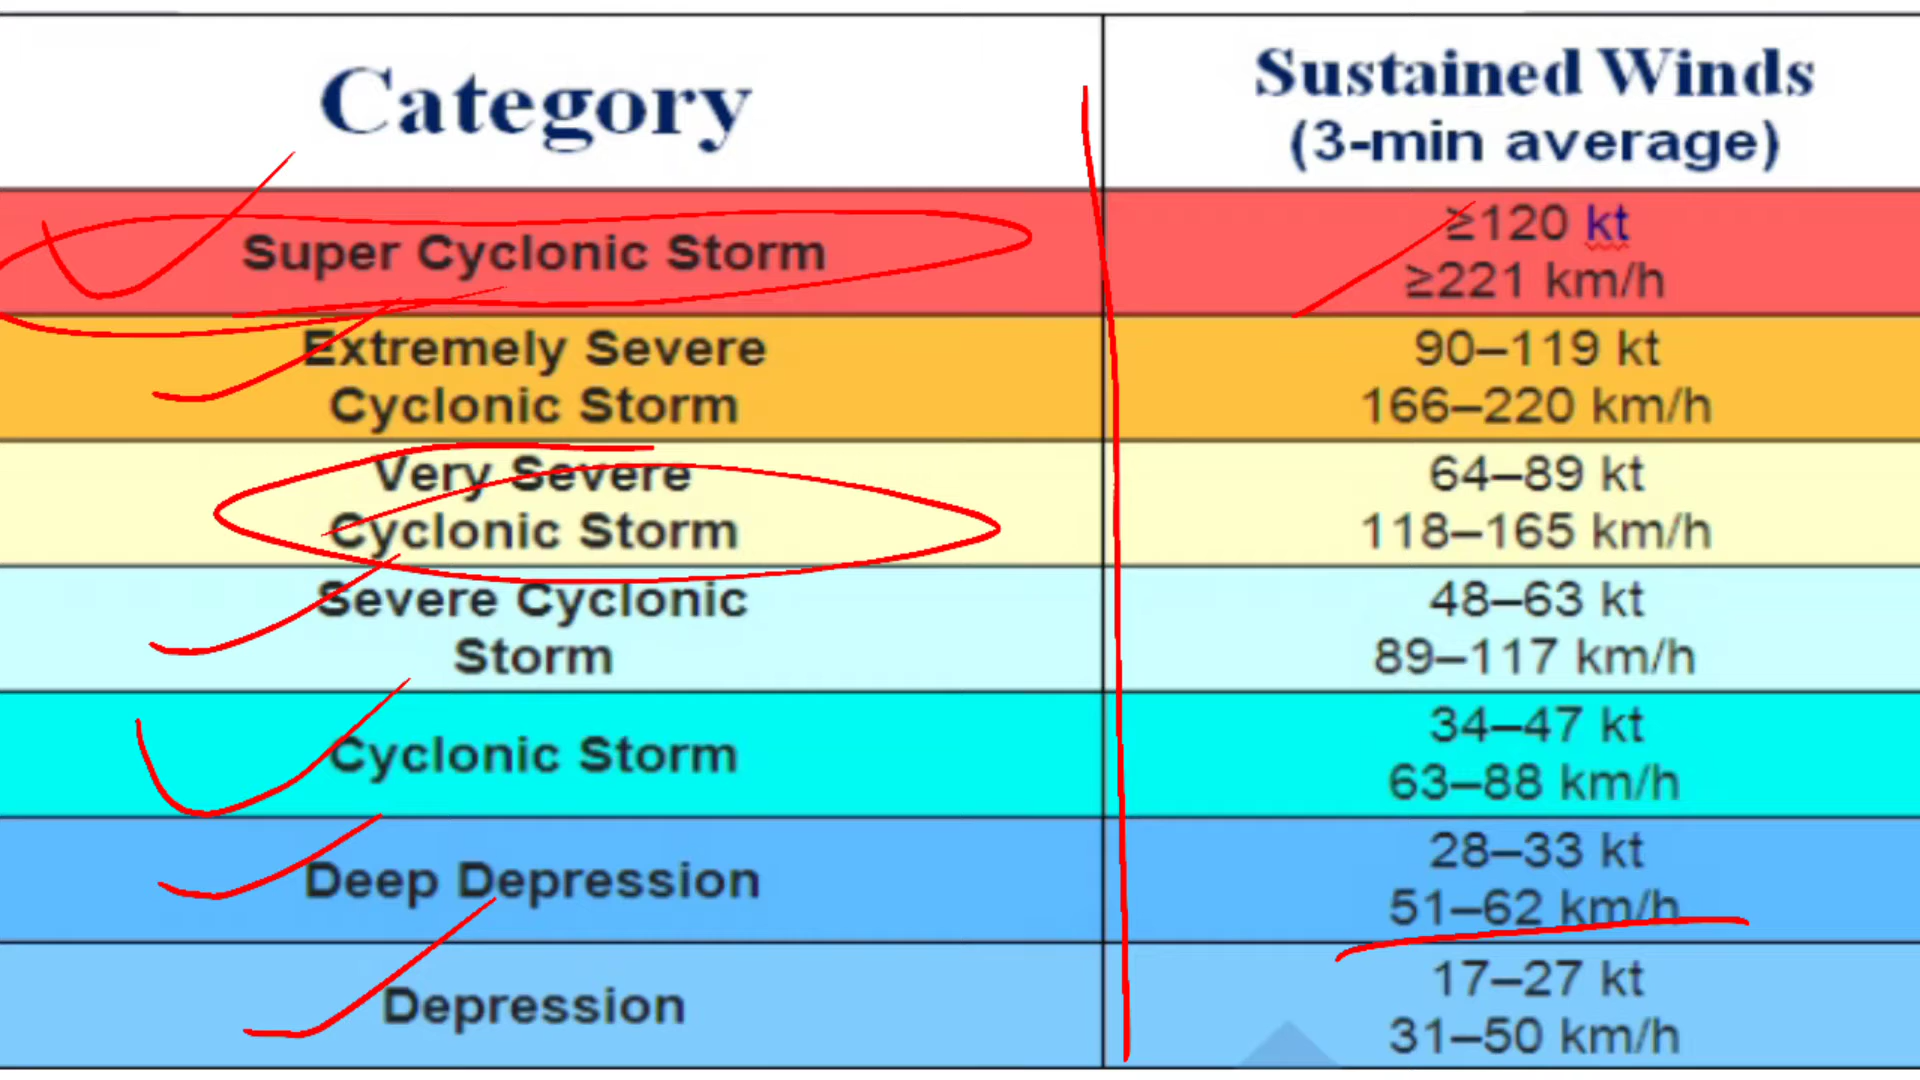 Category
Sustained Winds
(3-min average)
Super Cyclonic Storm
≥120 kt
≥221 km/h
Extremely Severe
Cyclonic Storm
90–119 kt
166–220 km/h
Very Severe
Cyclonic Storm
64–89 kt
118–165 km/h
Severe Cyclonic
Storm
48–63 kt
89–117 km/h
Cyclonic Storm
34–47 kt
63–88 km/h
Deep Depression
28–33 kt
51–62 km/h
Depression
17–27 kt
31–50 km/h